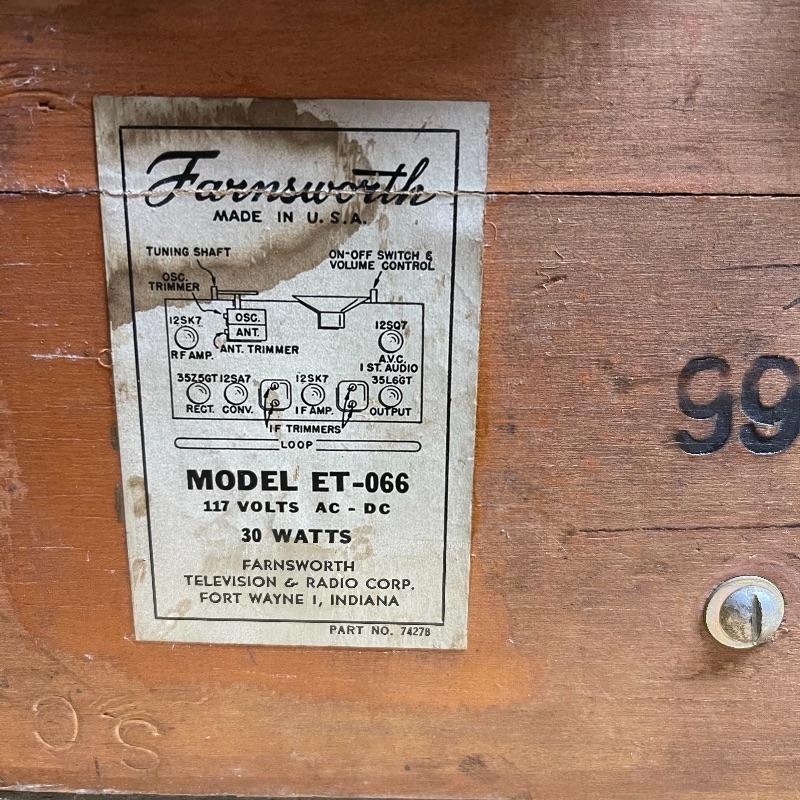 Farnsworth
MADE IN U.S.A.
TUNING SHAFT
ON-OFF SWITCH &
VOLUME CONTROL
OSC.
TRIMMER
OSC.
ANT.
12SK7
RF AMP.
ANT. TRIMMER
12SQ7
A.V.C.
1 ST. AUDIO
35Z5GT 12SA7 12SK7 35L6GT
RECT. CONV. IF AMP. OUTPUT
IF TRIMMERS
LOOP
MODEL ET-066
117 VOLTS AC - DC
30 WATTS
FARNSWORTH
TELEVISION & RADIO CORP.
FORT WAYNE 1, INDIANA
PART NO. 74278
99
S C